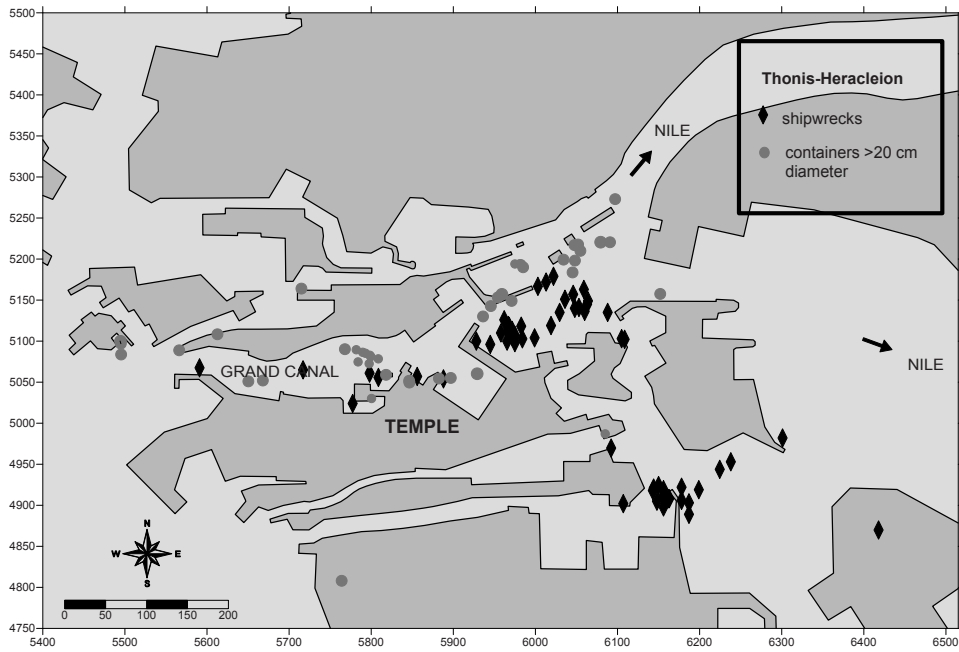 5500
5450
5400
5350
5300
5250
5200
5150
5100
5050
5000
4950
4900
4850
4800
4750
Thonis-Heracleion
shipwrecks
containers >20 cm
diameter
NILE
NILE
GRAND CANAL
TEMPLE
N
W E
S
0 50 100 150 200
5400 5500 5600 5700 5800 5900 6000 6100 6200 6300 6400 6500